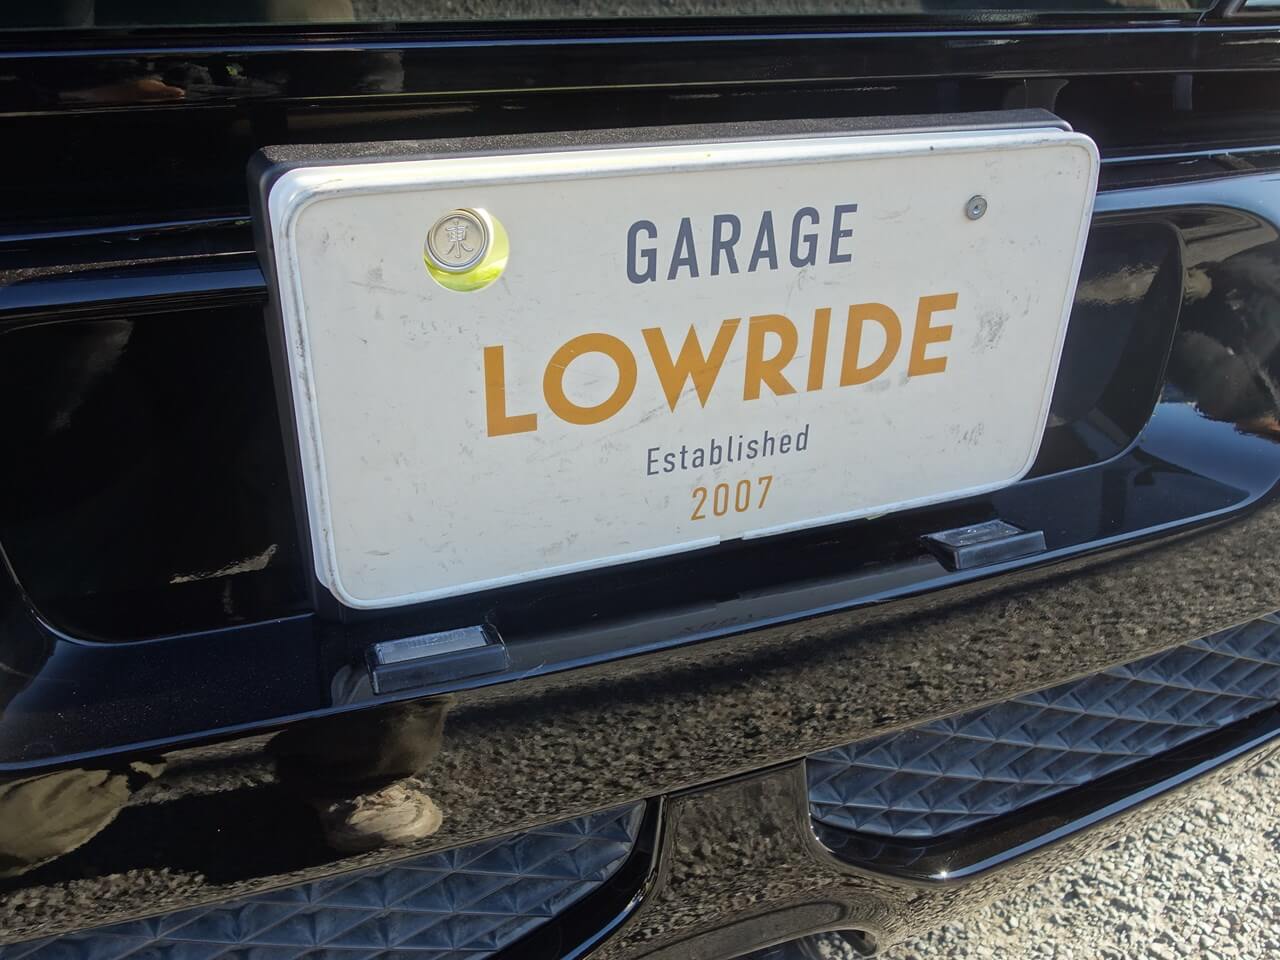 東
GARAGE
LOWRIDE
Established
2007